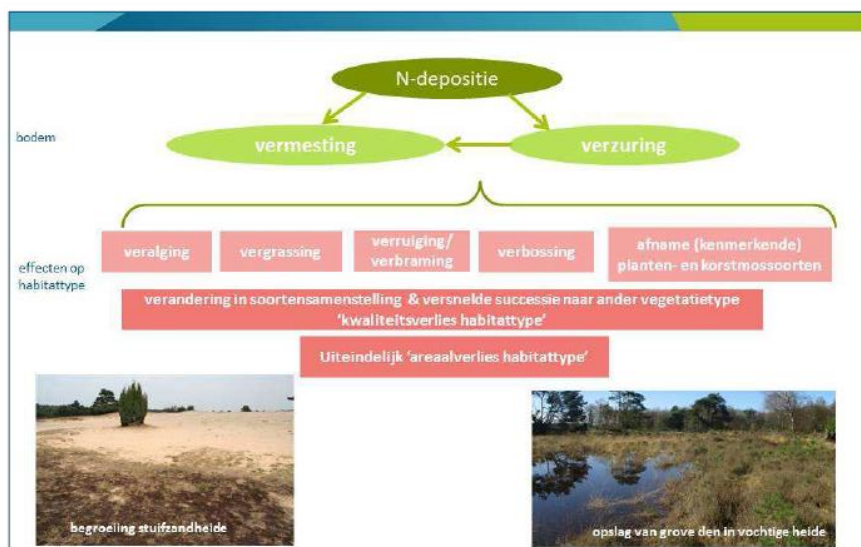 N-depositie
bodem
vermesting
verzuring
effecten op
habitattype
veralging
vergrassing
verruiging/
verbraming
verbossing
afname (kenmerkende)
planten- en korstmossoorten
verandering in soortensamenstelling & versnelde successie naar ander vegetatietype
'kwaliteitsverlies habitattype'
Uiteindelijk 'areaalverlies habitattype'
begroeiing stuifzandheide
opslag van grove den in vochtige heide